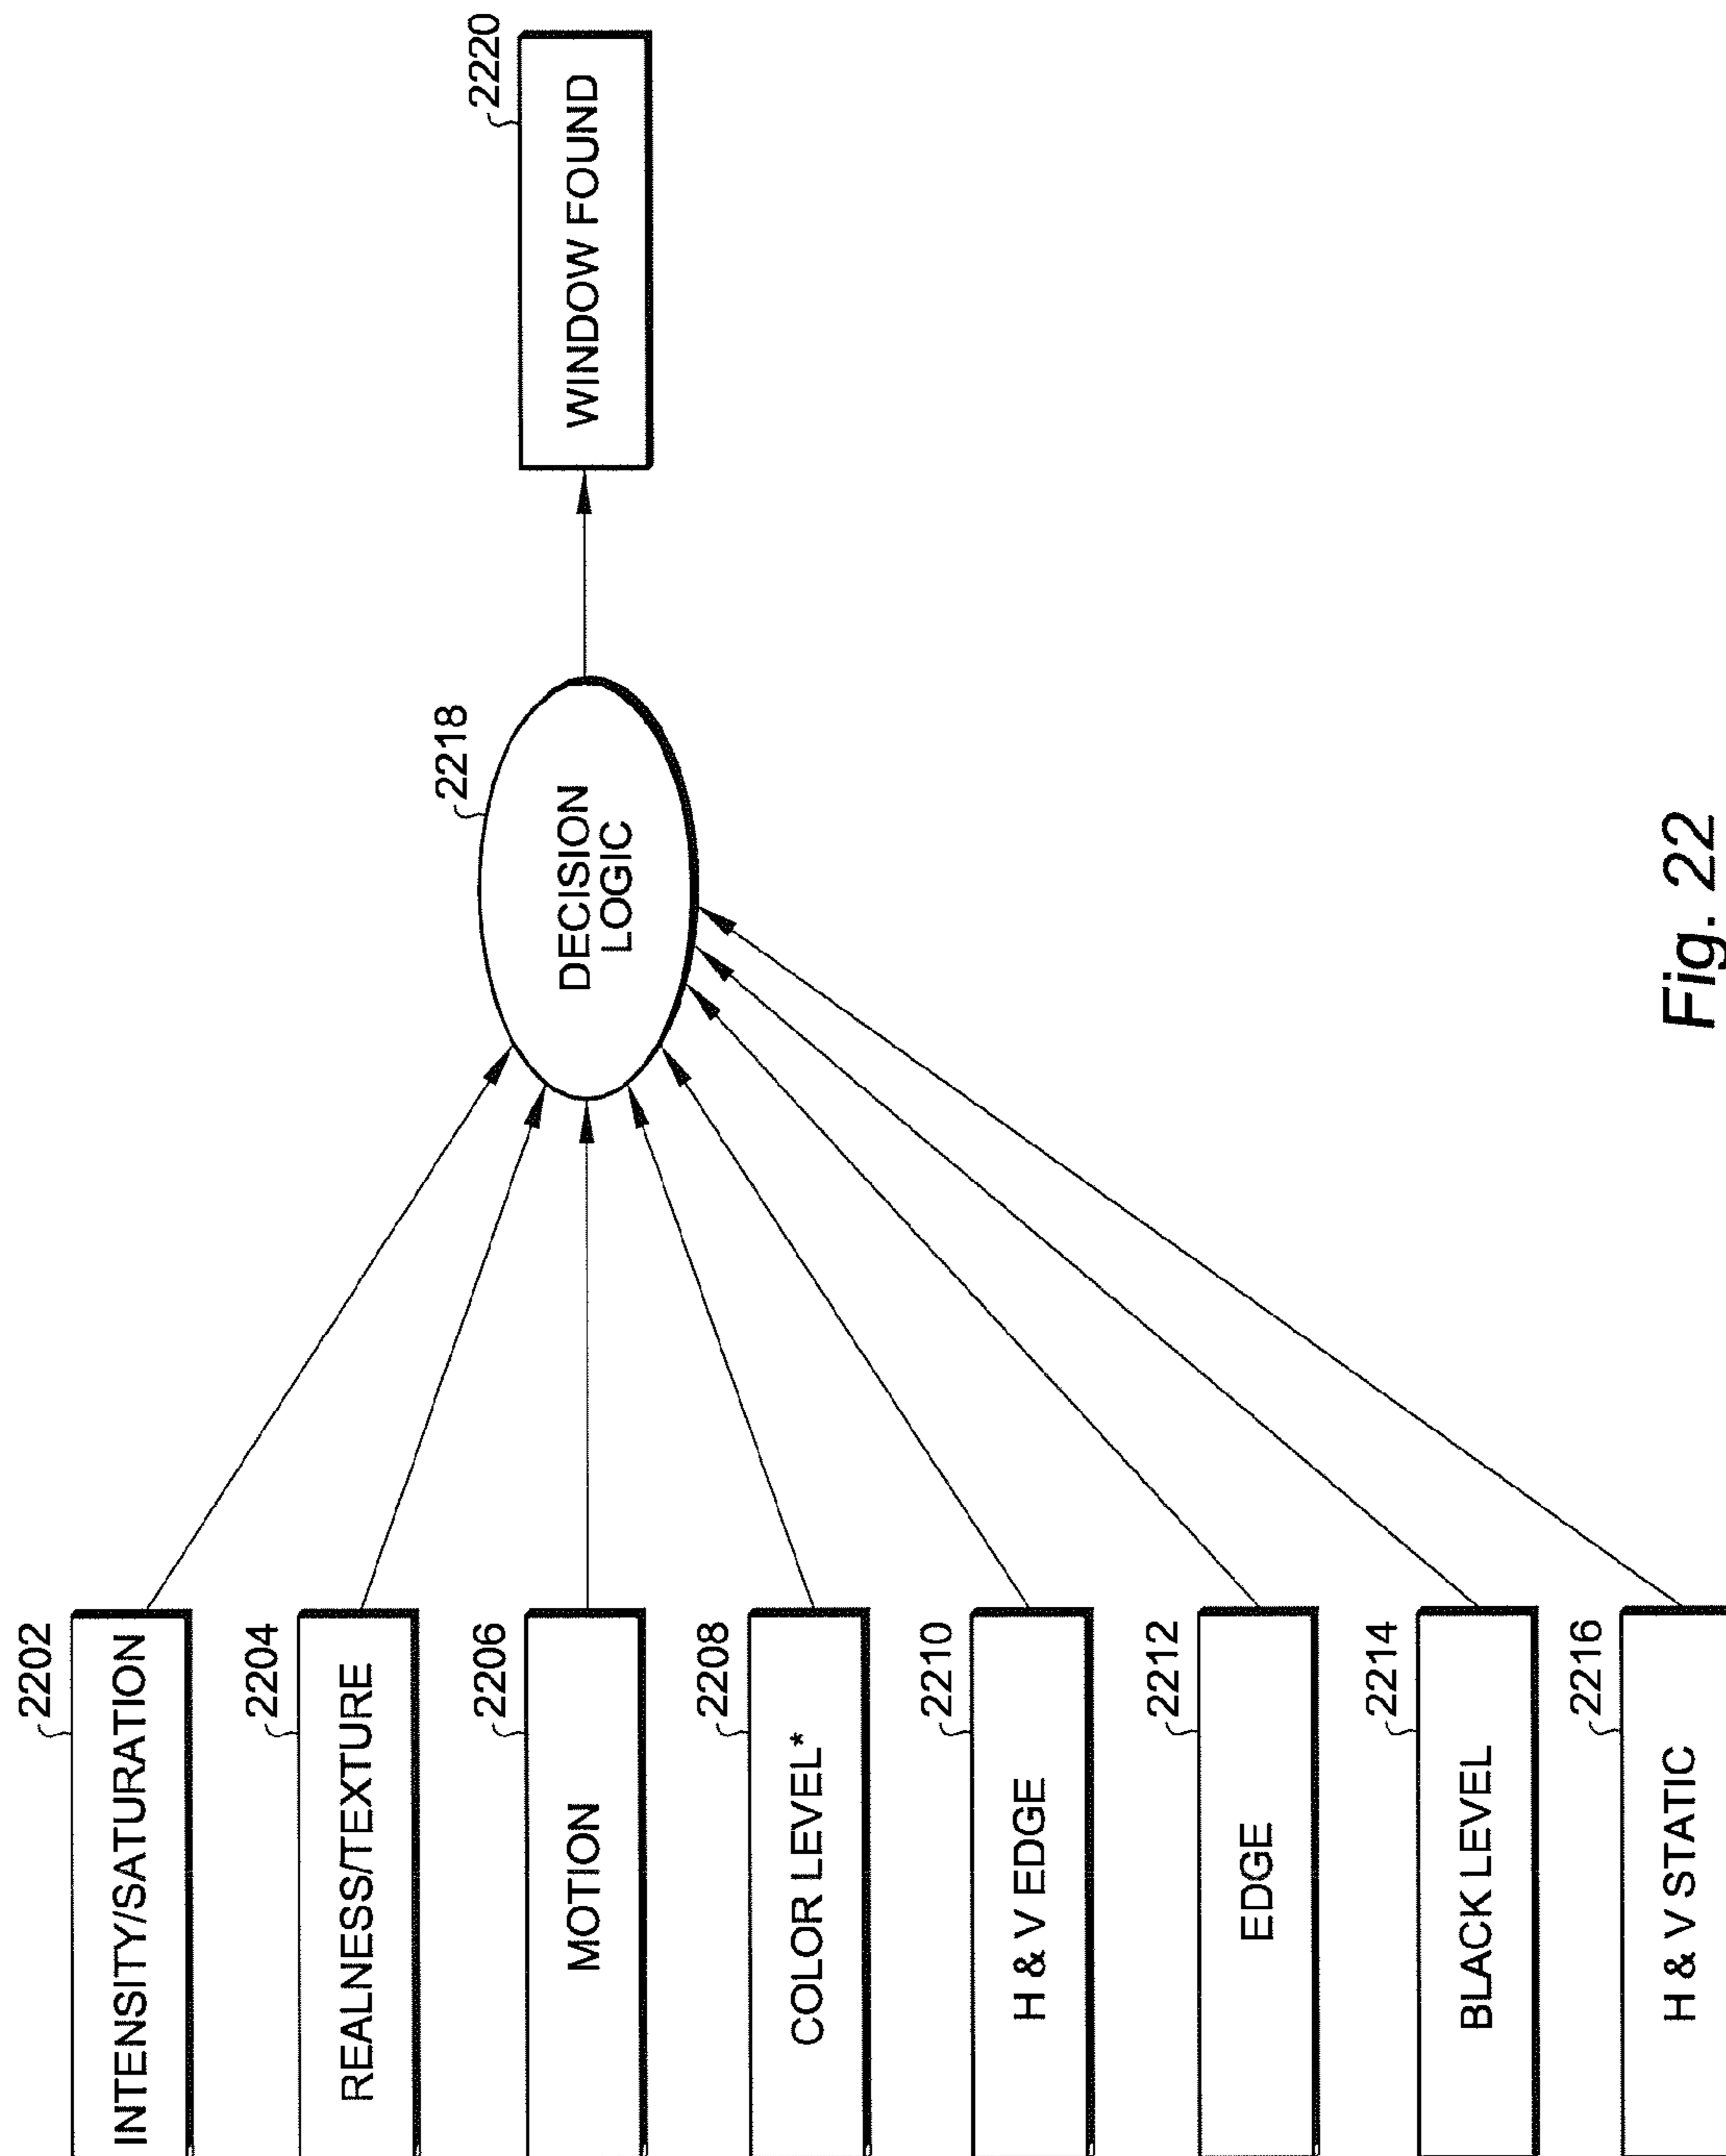 2202
INTENSITY/SATURATION
2204
REALNESS/TEXTURE
2206
MOTION
2208
COLOR LEVEL*
2210
H & V EDGE
2212
EDGE
2214
BLACK LEVEL
2216
H & V STATIC
2218
DECISION
LOGIC
2220
WINDOW FOUND
Fig. 22